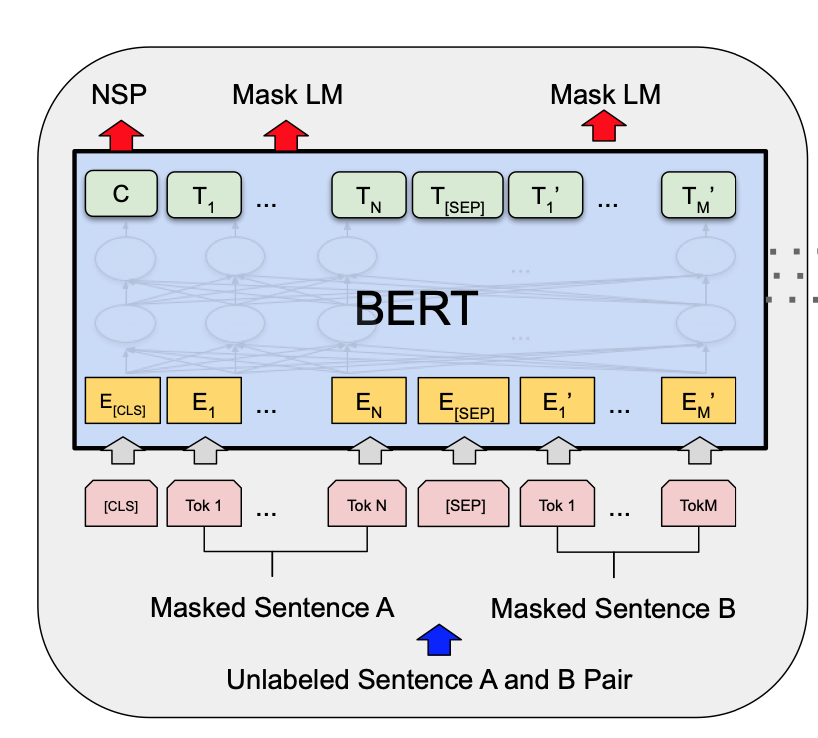 NSP Mask LM Mask LM
C T1 ... TN T[SEP] T1’ ... TM’
...
BERT
...
E[CLS] E1 ... EN E[SEP] E1’ ... EM’
[CLS] Tok 1 ... Tok N [SEP] Tok 1 ... TokM
Masked Sentence A Masked Sentence B
Unlabeled Sentence A and B Pair